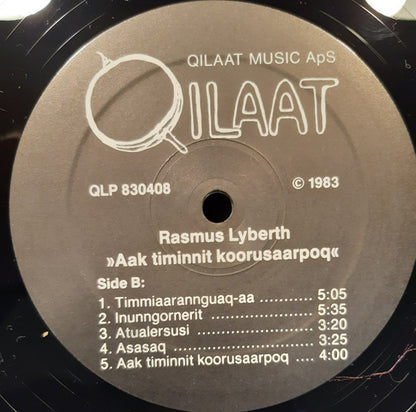 QILAAT MUSIC ApS
QILAAT
QLP 830408 © 1983
Rasmus Lyberth
»Aak timinnit koorusaarpoq«
Side B:
1. Timmiaarannguaq-aa ........... 5:05
2. Inunngornerit ..................... 5:35
3. Atualersusi ......................... 3:20
4. Asasaq ............................... 3:25
5. Aak timinnit koorusaarpoq .... 4:00